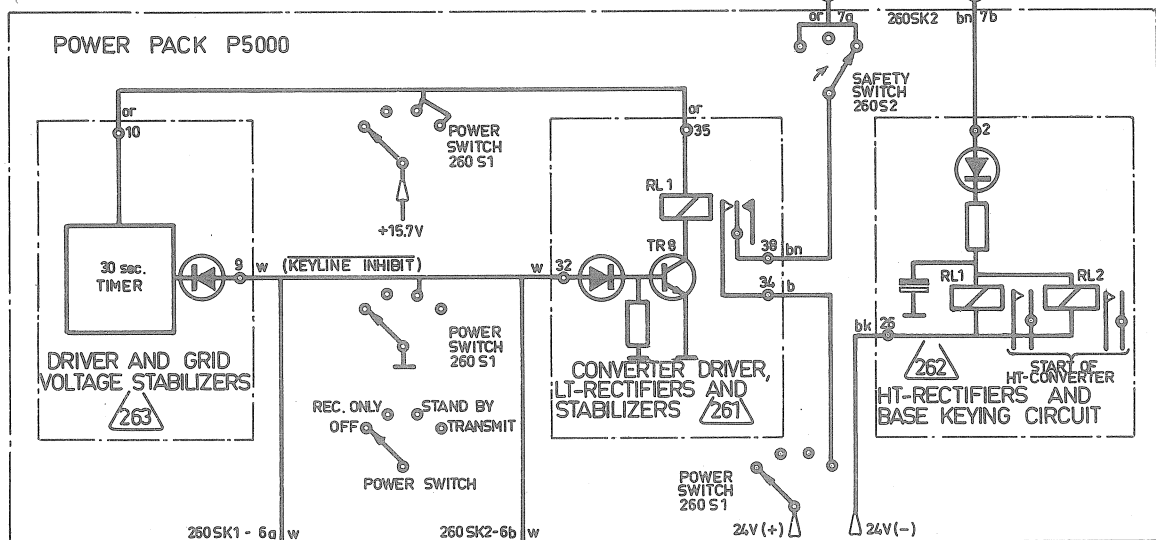 or 7a
260SK2
bn 7b
POWER PACK P5000
SAFETY
SWITCH
260S2
or
10
POWER
SWITCH
260 S1
or
35
2
+15.7V
RL 1
TR 8
30 sec.
TIMER
9
w
(KEYLINE INHIBIT)
w
32
38
bn
34
b
RL1
RL2
bk
26
POWER
SWITCH
260 S1
DRIVER AND GRID
VOLTAGE STABILIZERS
263
CONVERTER DRIVER,
LT-RECTIFIERS AND
STABILIZERS
261
262
START OF
HT-CONVERTER
HT-RECTIFIERS AND
BASE KEYING CIRCUIT
REC. ONLY
STAND BY
OFF
TRANSMIT
POWER SWITCH
POWER
SWITCH
260 S1
260SK1 - 6a
w
260SK2-6b
w
24V (+)
24V (-)